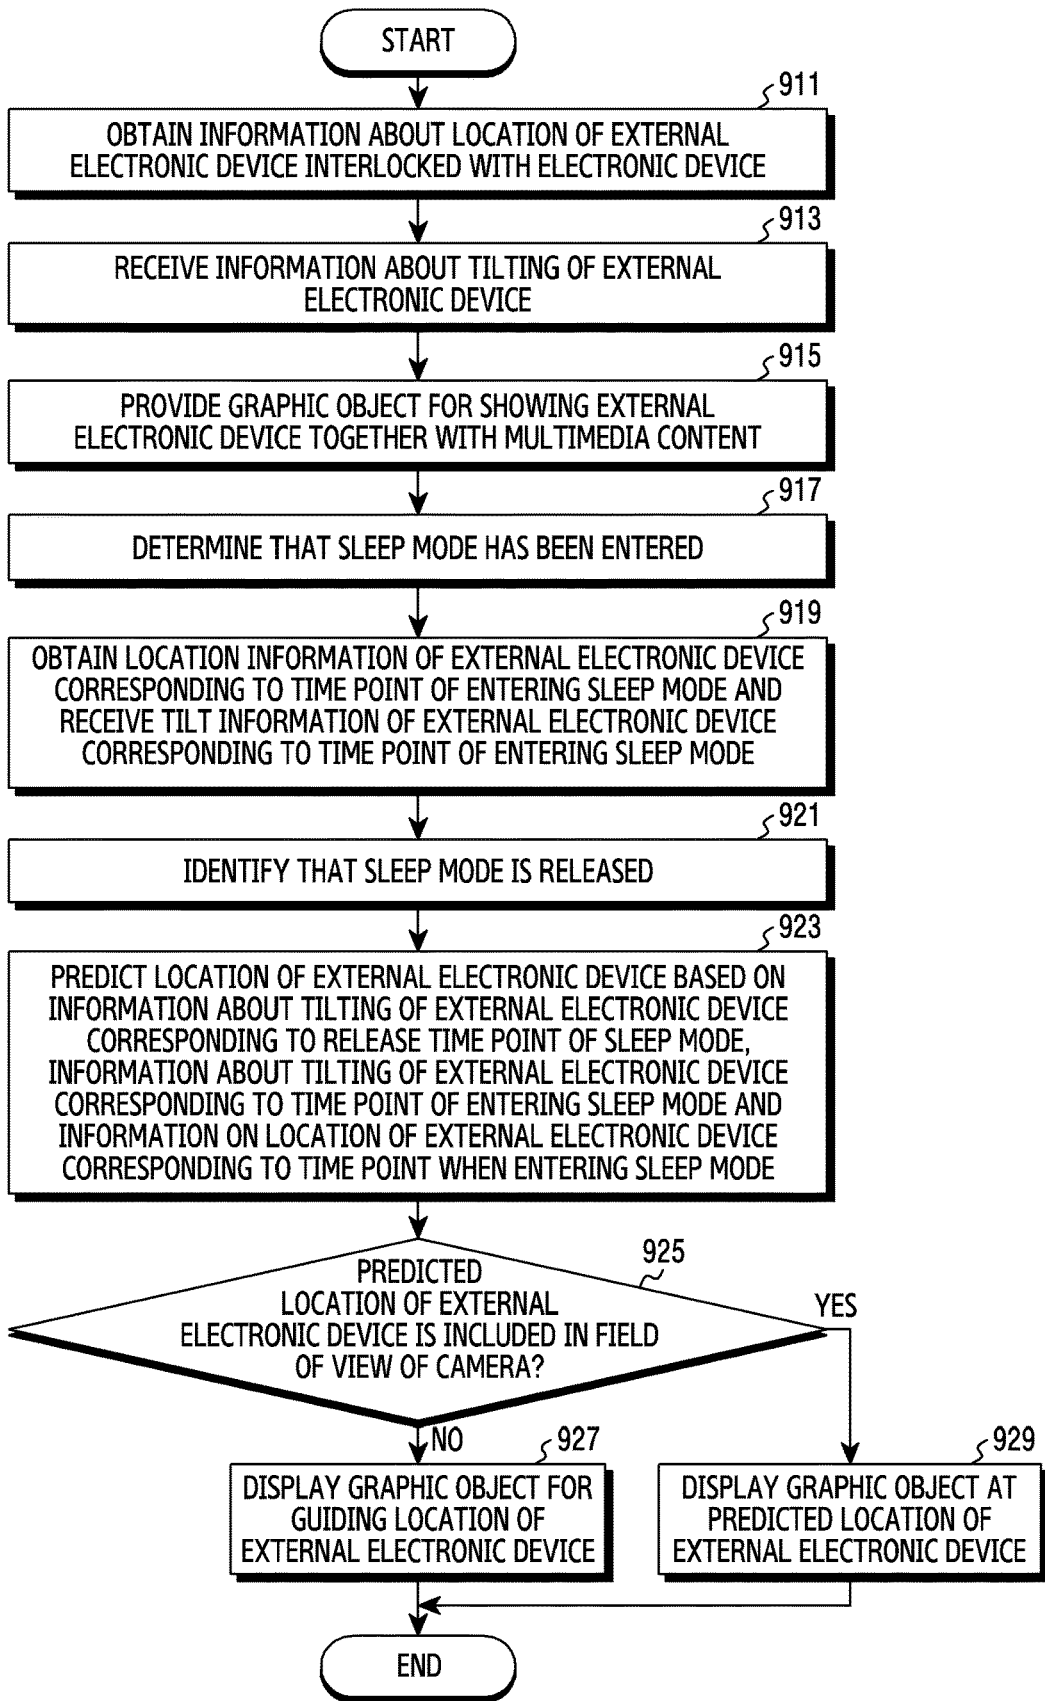 START
911
OBTAIN INFORMATION ABOUT LOCATION OF EXTERNAL
ELECTRONIC DEVICE INTERLOCKED WITH ELECTRONIC DEVICE
913
RECEIVE INFORMATION ABOUT TILTING OF EXTERNAL
ELECTRONIC DEVICE
915
PROVIDE GRAPHIC OBJECT FOR SHOWING EXTERNAL
ELECTRONIC DEVICE TOGETHER WITH MULTIMEDIA CONTENT
917
DETERMINE THAT SLEEP MODE HAS BEEN ENTERED
919
OBTAIN LOCATION INFORMATION OF EXTERNAL ELECTRONIC DEVICE
CORRESPONDING TO TIME POINT OF ENTERING SLEEP MODE AND
RECEIVE TILT INFORMATION OF EXTERNAL ELECTRONIC DEVICE
CORRESPONDING TO TIME POINT OF ENTERING SLEEP MODE
921
IDENTIFY THAT SLEEP MODE IS RELEASED
923
PREDICT LOCATION OF EXTERNAL ELECTRONIC DEVICE BASED ON
INFORMATION ABOUT TILTING OF EXTERNAL ELECTRONIC DEVICE
CORRESPONDING TO RELEASE TIME POINT OF SLEEP MODE,
INFORMATION ABOUT TILTING OF EXTERNAL ELECTRONIC DEVICE
CORRESPONDING TO TIME POINT OF ENTERING SLEEP MODE AND
INFORMATION ON LOCATION OF EXTERNAL ELECTRONIC DEVICE
CORRESPONDING TO TIME POINT WHEN ENTERING SLEEP MODE
925
PREDICTED
LOCATION OF EXTERNAL
ELECTRONIC DEVICE IS INCLUDED IN FIELD
OF VIEW OF CAMERA?
YES
NO
927
DISPLAY GRAPHIC OBJECT FOR
GUIDING LOCATION OF
EXTERNAL ELECTRONIC DEVICE
929
DISPLAY GRAPHIC OBJECT AT
PREDICTED LOCATION OF
EXTERNAL ELECTRONIC DEVICE
END